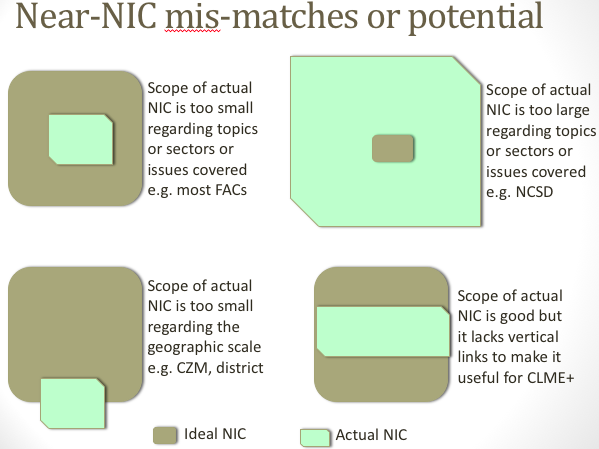 Near-NIC mis-matches or potential
Scope of actual
NIC is too small
regarding topics
or sectors or
issues covered
e.g. most FACs
Scope of actual
NIC is too large
regarding topics
or sectors or
issues covered
e.g. NCSD
Scope of actual
NIC is too small
regarding the
geographic scale
e.g. CZM, district
Scope of actual
NIC is good but
it lacks vertical
links to make it
useful for CLME+
Ideal NIC
Actual NIC